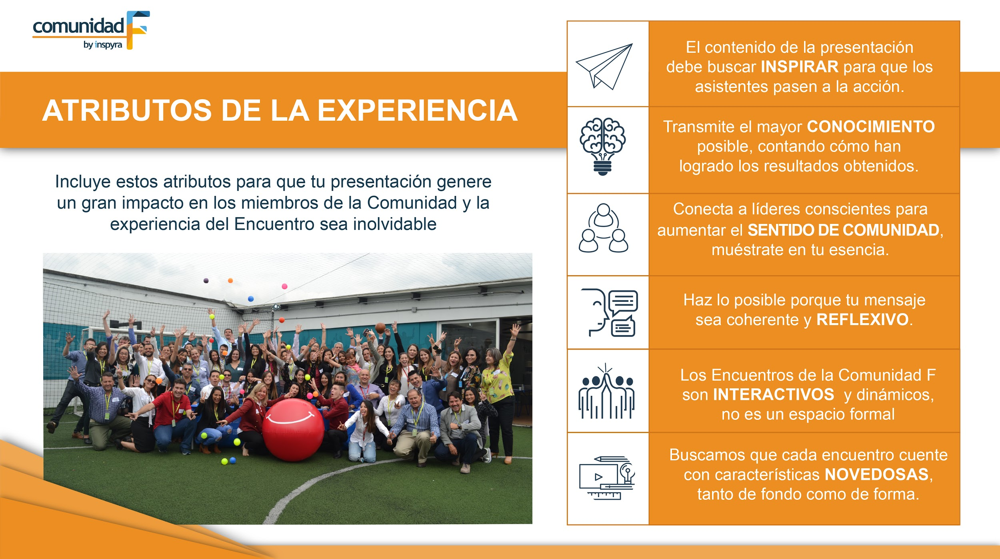 comunidad F
by inspyra
ATRIBUTOS DE LA EXPERIENCIA
Incluye estos atributos para que tu presentación genere
un gran impacto en los miembros de la Comunidad y la
experiencia del Encuentro sea inolvidable
El contenido de la presentación
debe buscar INSPIRAR para que los
asistentes pasen a la acción.
Transmite el mayor CONOCIMIENTO
posible, contando cómo han
logrado los resultados obtenidos.
Conecta a líderes conscientes para
aumentar el SENTIDO DE COMUNIDAD,
muéstrate en tu esencia.
Haz lo posible porque tu mensaje
sea coherente y REFLEXIVO.
Los Encuentros de la Comunidad F
son INTERACTIVOS  y dinámicos,
no es un espacio formal
Buscamos que cada encuentro cuente
con características NOVEDOSAS,
tanto de fondo como de forma.